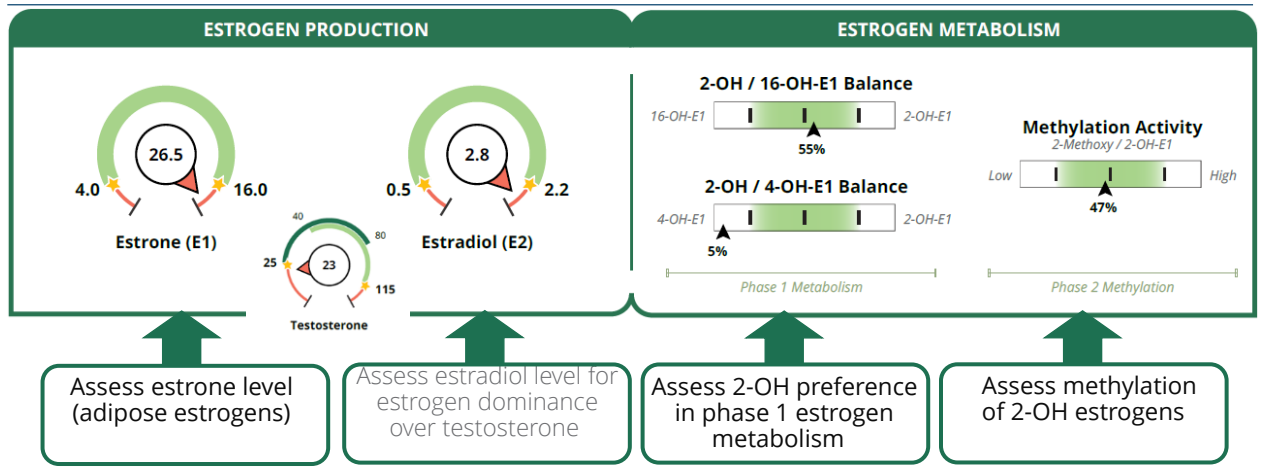 ESTROGEN PRODUCTION
26.5
4.0
16.0
Estrone (E1)
2.8
0.5
2.2
Estradiol (E2)
40
80
25
23
115
Testosterone
ESTROGEN METABOLISM
2-OH / 16-OH-E1 Balance
16-OH-E1
2-OH-E1
55%
2-OH / 4-OH-E1 Balance
4-OH-E1
2-OH-E1
5%
Phase 1 Metabolism
Methylation Activity
2-Methoxy / 2-OH-E1
Low
High
47%
Phase 2 Methylation
Assess estrone level
(adipose estrogens)
Assess estradiol level for
estrogen dominance
over testosterone
Assess 2-OH preference
in phase 1 estrogen
metabolism
Assess methylation
of 2-OH estrogens